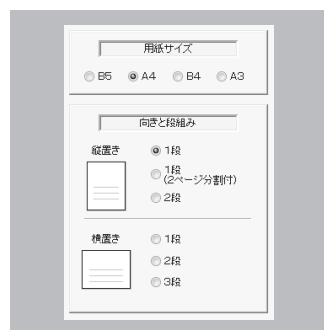 用紙サイズ
B5 A4 B4 A3
向きと段組み
縦置き 1段
1段
(2ページ分割付)
2段
横置き 1段
2段
3段